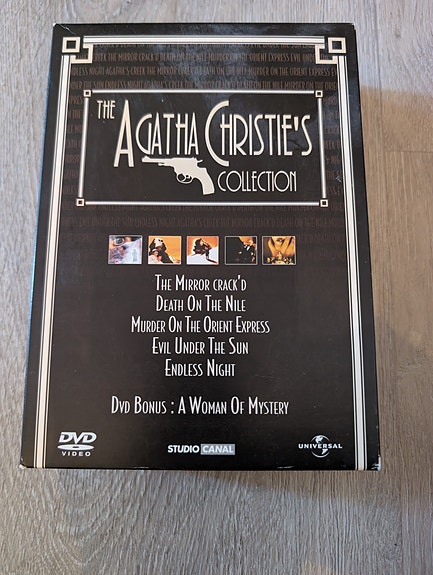 THE
AGATHA CHRISTIE'S
COLLECTION
THE MIRROR CRACK'D
DEATH ON THE NILE
MURDER ON THE ORIENT EXPRESS
EVIL UNDER THE SUN
ENDLESS NIGHT
DVD BONUS : A WOMAN OF MYSTERY
DVD
VIDEO
STUDIO CANAL
UNIVERSAL